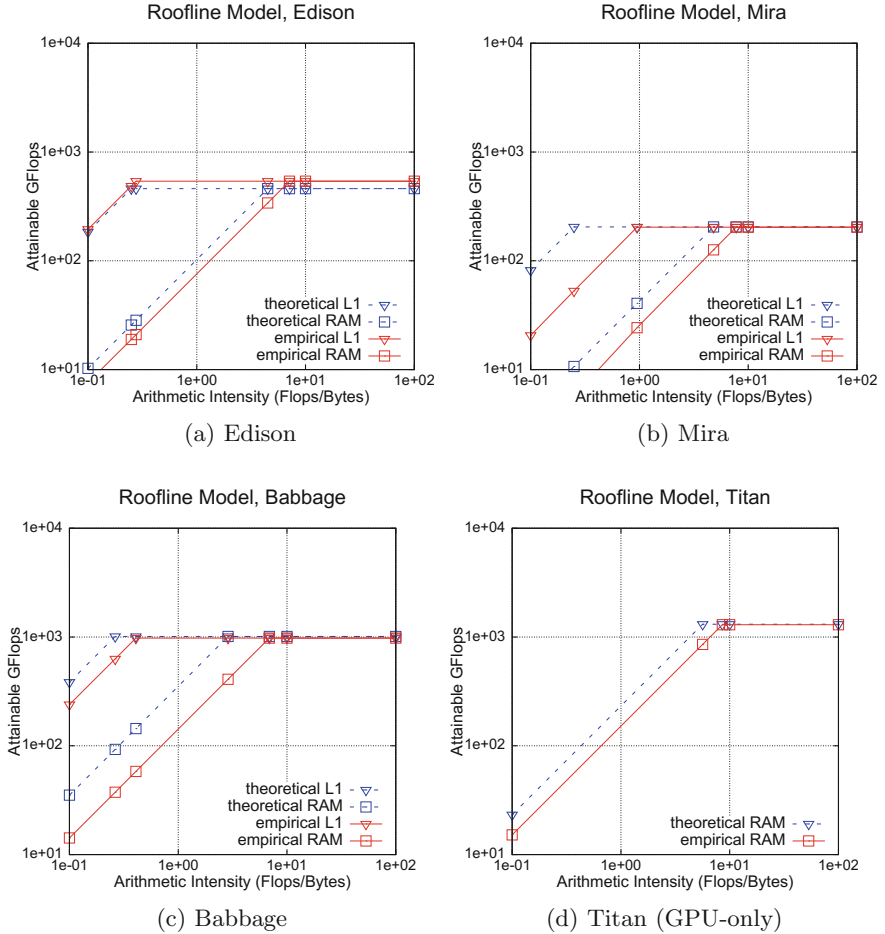 Roofline Model, Edison
1e+04
1e+03
1e+02
1e+01
Attainable GFlops
theoretical L1
theoretical RAM
empirical L1
empirical RAM
1e-01
1e+00
1e+01
1e+02
Arithmetic Intensity (Flops/Bytes)
(a) Edison
Roofline Model, Mira
1e+04
1e+03
1e+02
1e+01
Attainable GFlops
theoretical L1
theoretical RAM
empirical L1
empirical RAM
1e-01
1e+00
1e+01
1e+02
Arithmetic Intensity (Flops/Bytes)
(b) Mira
Roofline Model, Babbage
1e+04
1e+03
1e+02
1e+01
Attainable GFlops
theoretical L1
theoretical RAM
empirical L1
empirical RAM
1e-01
1e+00
1e+01
1e+02
Arithmetic Intensity (Flops/Bytes)
(c) Babbage
Roofline Model, Titan
1e+04
1e+03
1e+02
1e+01
Attainable GFlops
theoretical RAM
empirical RAM
1e-01
1e+00
1e+01
1e+02
Arithmetic Intensity (Flops/Bytes)
(d) Titan (GPU-only)